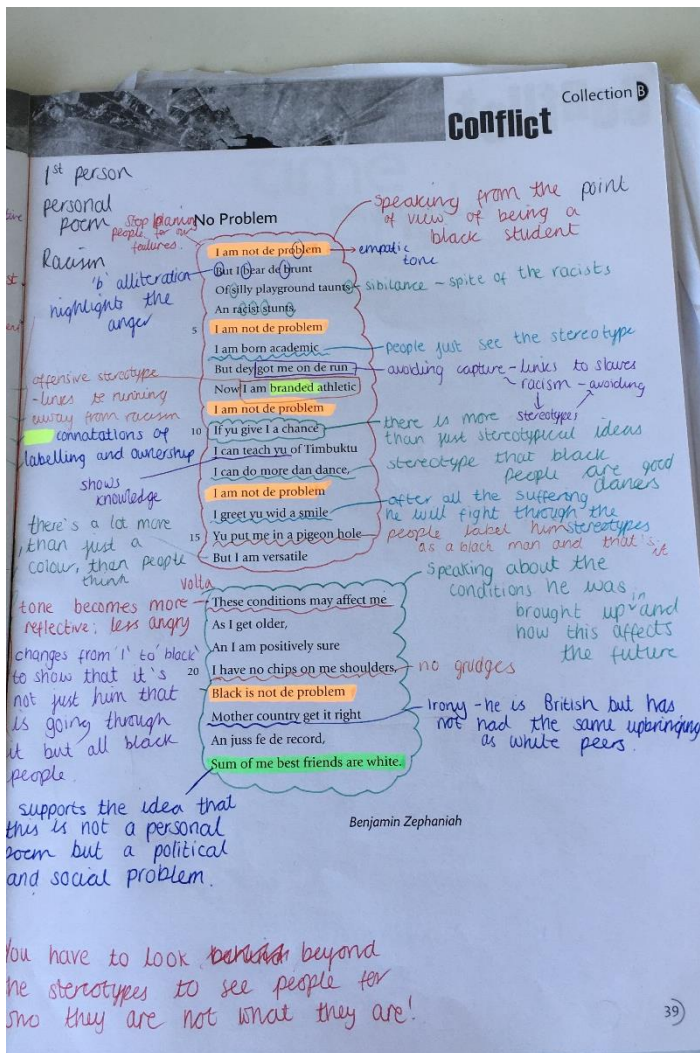 Collection B
Conflict
1st person
personal
poem
Racism
Stop blaming
people for our
failures.
No Problem
speaking from the point
of view of being a
black student
I am not de problem
empatic
tone
But I bear de brunt
'b' alliteration
highlights the
anger
Of silly playground taunts
sibilance - spite of the racists
An racist stunts,
5 I am not de problem
I am born academic
people just see the stereotype
But dey got me on de run
avoiding capture - links to slaves
racism - avoiding
stereotypes
Now I am branded athletic
offensive stereotype
- links to running
away from racism
connotations of
labelling and ownership
I am not de problem
10 If yu give I a chance
there is more
than just stereotypical ideas
I can teach yu of Timbuktu
shows
knowledge
I can do more dan dance,
stereotype that black
people are good
dancers
I am not de problem
I greet yu wid a smile
after all the suffering
he will fight through the
stereotypes
15 Yu put me in a pigeon hole
people label him
as a black man and that's it
But I am versatile
there's a lot more
than just a
colour, than people
think
volta
These conditions may affect me
tone becomes more
reflective: less angry
speaking about the
conditions he was
brought up in and
how this affects
the future
As I get older,
An I am positively sure
20 I have no chips on me shoulders,
no grudges
Black is not de problem
changes from 'I' to 'black'
to show that it's
not just him that
is going through
it but all black
people.
Mother country get it right
Irony - he is British but has
not had the same upbringing
as white peers.
An juss fe de record,
Sum of me best friends are white.
supports the idea that
this is not a personal
poem but a political
and social problem.
Benjamin Zephaniah
You have to look beyond
the stereotypes to see people for
who they are not what they are!
39